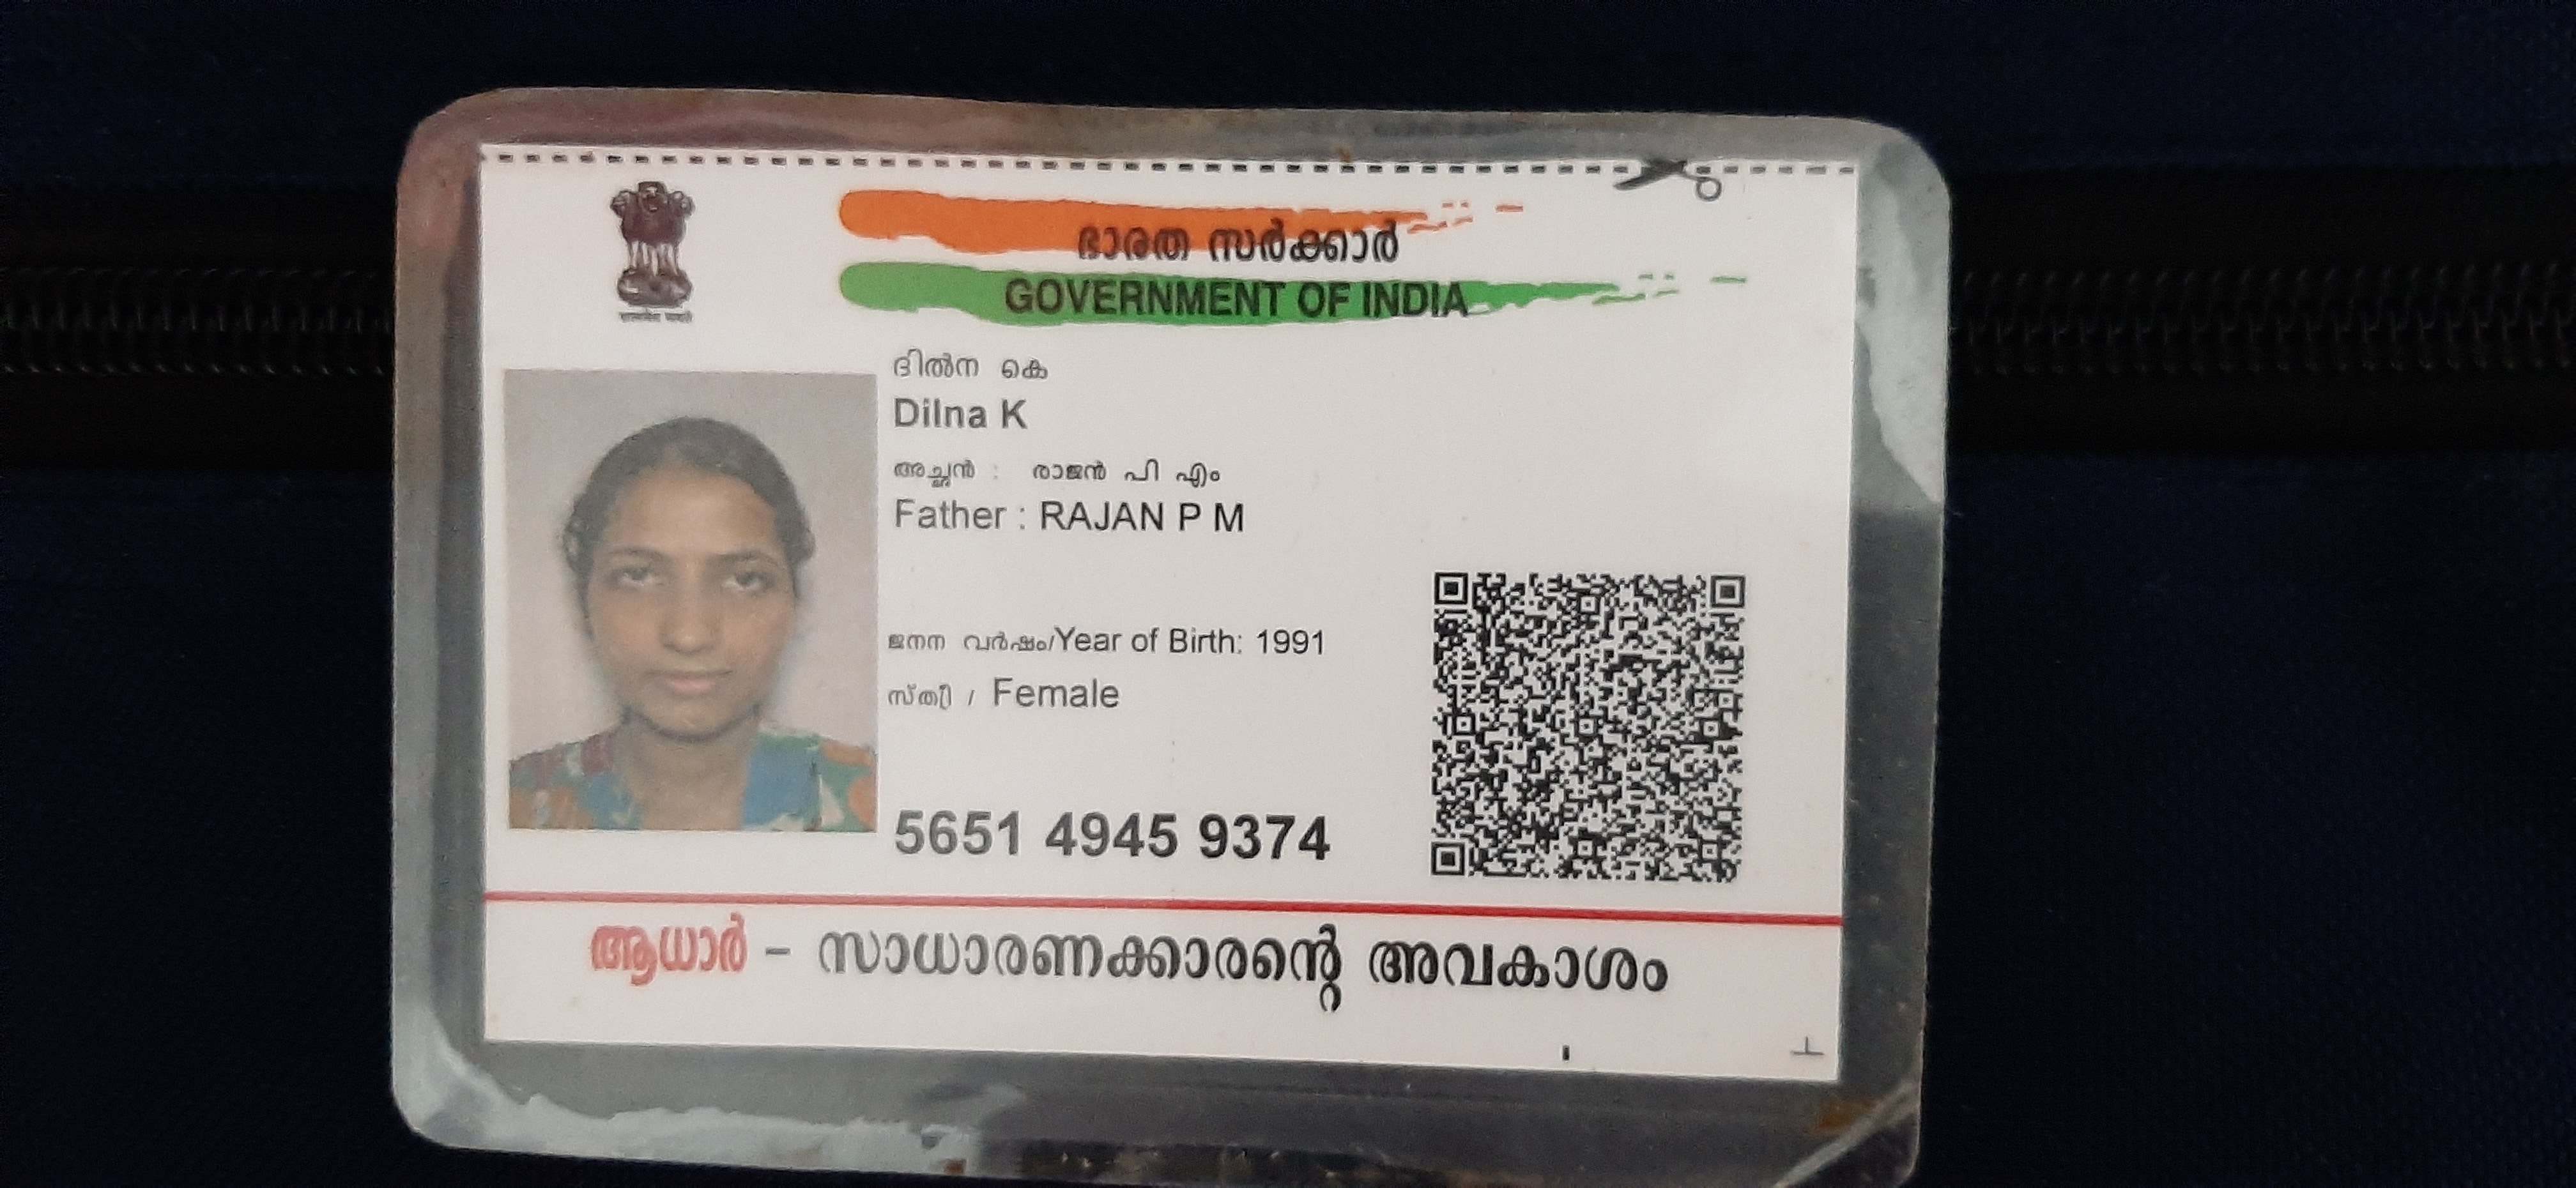 ഭാരത സർക്കാർ
GOVERNMENT OF INDIA
ദിൽന കെ
Dilna K
അച്ഛൻ : രാജൻ പി എം
Father : RAJAN P M
ജനന വർഷം/Year of Birth: 1991
സ്ത്രീ / Female
5651 4945 9374
ആധാർ - സാധാരണക്കാരന്റെ അവകാശം